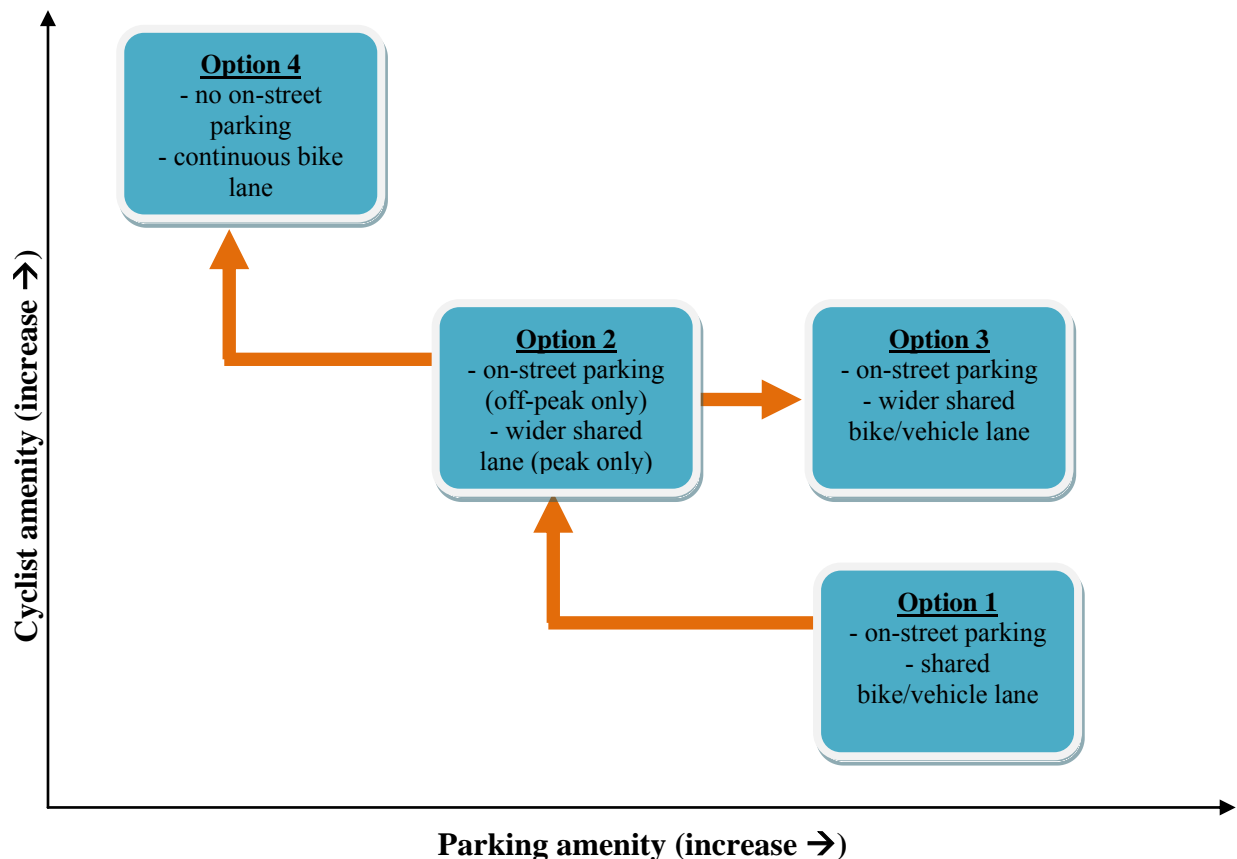 Option 4
- no on-street
parking
- continuous bike
lane
Option 2
- on-street parking
(off-peak only)
- wider shared
lane (peak only)
Option 3
- on-street parking
- wider shared
bike/vehicle lane
Option 1
- on-street parking
- shared
bike/vehicle lane
Cyclist amenity (increase →)
Parking amenity (increase →)